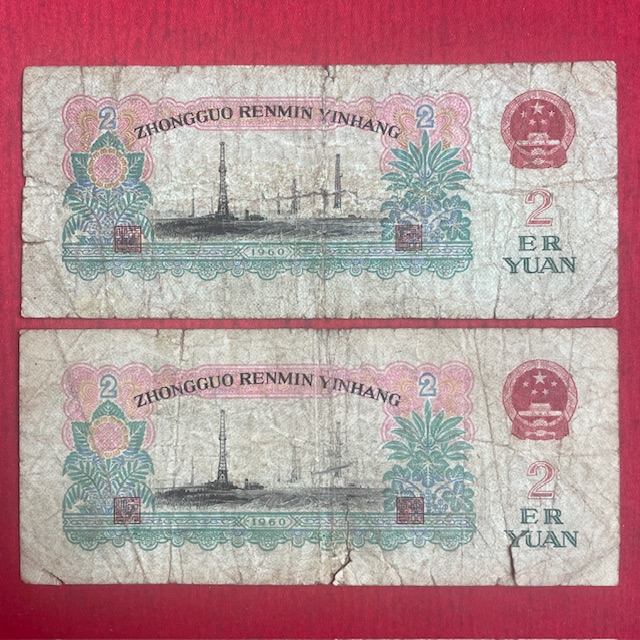 2 2
ZHONGGUO RENMIN YINHANG
2
ER
YUAN
1960
2 2
ZHONGGUO RENMIN YINHANG
2
ER
YUAN
1960